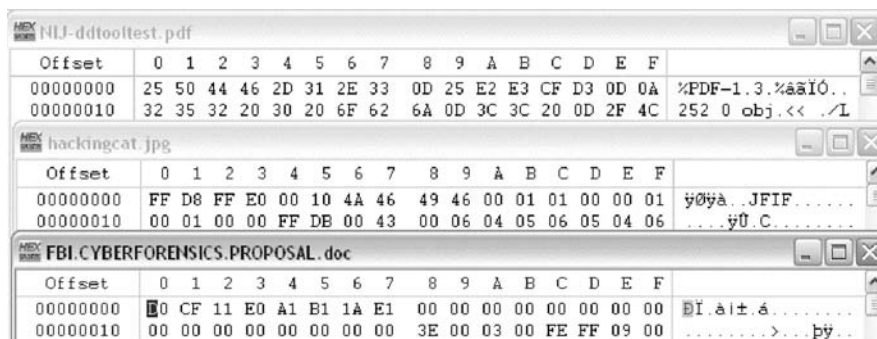 NIJ-ddtooltest.pdf
Offset 0 1 2 3 4 5 6 7 8 9 A B C D E F
00000000 25 50 44 46 2D 31 2E 33 0D 25 E2 E3 CF D3 0D 0A %PDF-1.3.%âãÏÓ..
00000010 32 35 32 20 30 20 6F 62 6A 0D 3C 3C 20 0D 2F 4C 252 0 obj.<< ./L
hackingcat.jpg
Offset 0 1 2 3 4 5 6 7 8 9 A B C D E F
00000000 FF D8 FF E0 00 10 4A 46 49 46 00 01 01 00 00 01 ÿØÿà..JFIF......
00000010 00 01 00 00 FF DB 00 43 00 06 04 05 06 05 04 06 ....ÿÛ.C........
FBI.CYBERFORENSICS.PROPOSAL.doc
Offset 0 1 2 3 4 5 6 7 8 9 A B C D E F
00000000 D0 CF 11 E0 A1 B1 1A E1 00 00 00 00 00 00 00 00 ÐÏ.à¡±.á........
00000010 00 00 00 00 00 00 00 00 3E 00 03 00 FE FF 09 00 ........>...þÿ..